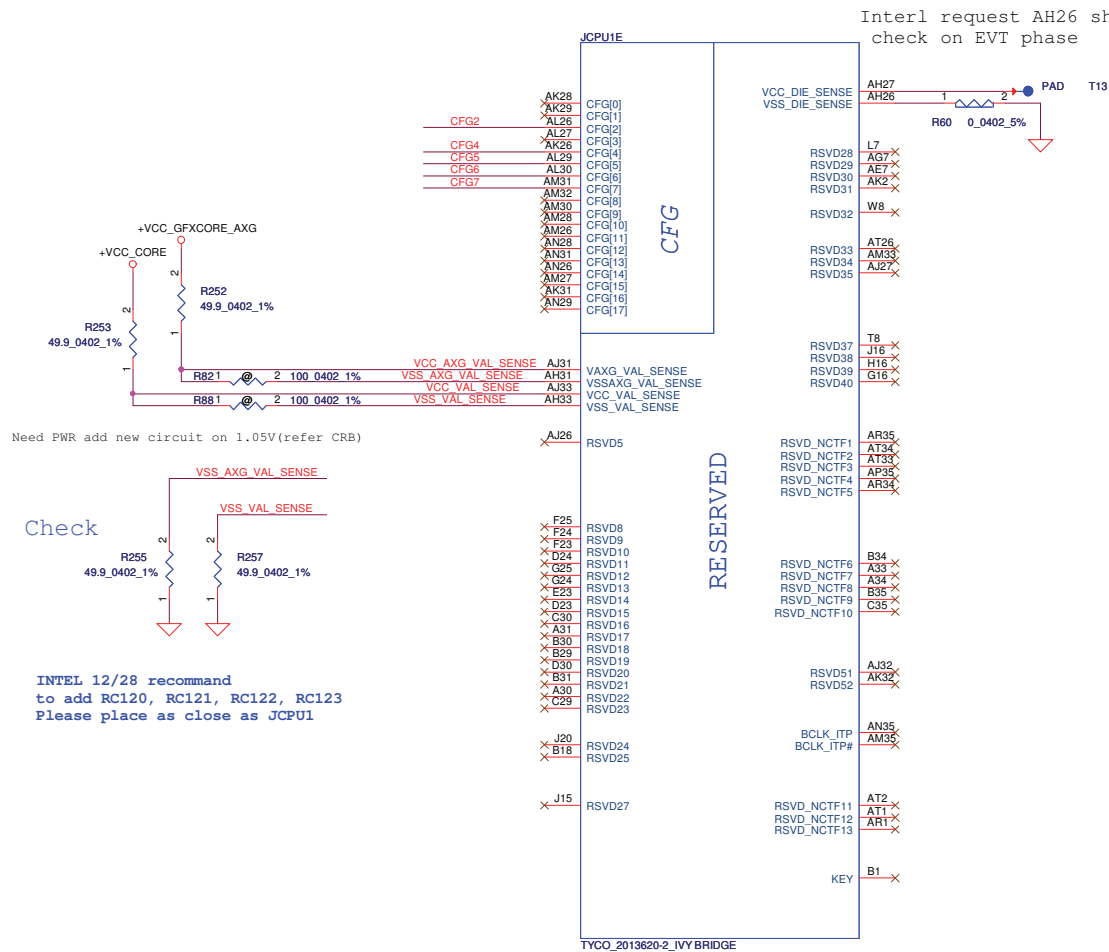 Interl request AH26 sh
check on EVT phase
JCPU1E
AK28 CFG[0]
AK29 CFG[1]
CFG2 AL26 CFG[2]
AL27 CFG[3]
CFG4 AK26 CFG[4]
CFG5 AL29 CFG[5]
CFG6 AL30 CFG[6]
CFG7 AM31 CFG[7]
AM32 CFG[8]
AM30 CFG[9]
AM28 CFG[10]
AM26 CFG[11]
AN28 CFG[12]
AN31 CFG[13]
AN26 CFG[14]
AM27 CFG[15]
AK31 CFG[16]
AN29 CFG[17]
CFG
VCC_DIE_SENSE AH27 PAD T13
VSS_DIE_SENSE AH26 1 2
R60 0_0402_5%
RSVD28 L7
RSVD29 AG7
RSVD30 AE7
RSVD31 AK2
RSVD32 W8
RSVD33 AT26
RSVD34 AM33
RSVD35 AJ27
RSVD37 T8
RSVD38 J16
RSVD39 H16
RSVD40 G16
+VCC_GFXCORE_AXG
+VCC_CORE
2
R252
49.9_0402_1%
1
2
R253
49.9_0402_1%
1
VCC_AXG_VAL_SENSE AJ31 VAXG_VAL_SENSE
R82 1 @ 2 100_0402_1% VSS_AXG_VAL_SENSE AH31 VSSAXG_VAL_SENSE
VCC_VAL_SENSE AJ33 VCC_VAL_SENSE
R88 1 @ 2 100_0402_1% VSS_VAL_SENSE AH33 VSS_VAL_SENSE
Need PWR add new circuit on 1.05V(refer CRB)
AJ26 RSVD5
RESERVED
RSVD_NCTF1 AR35
RSVD_NCTF2 AT34
RSVD_NCTF3 AT33
RSVD_NCTF4 AP35
RSVD_NCTF5 AR34
VSS_AXG_VAL_SENSE
VSS_VAL_SENSE
Check
2
R255
49.9_0402_1%
1
2
R257
49.9_0402_1%
1
F25 RSVD8
F24 RSVD9
F23 RSVD10
D24 RSVD11
G25 RSVD12
G24 RSVD13
E23 RSVD14
D23 RSVD15
C30 RSVD16
A31 RSVD17
B30 RSVD18
B29 RSVD19
D30 RSVD20
B31 RSVD21
A30 RSVD22
C29 RSVD23
J20 RSVD24
B18 RSVD25
J15 RSVD27
RSVD_NCTF6 B34
RSVD_NCTF7 A33
RSVD_NCTF8 A34
RSVD_NCTF9 B35
RSVD_NCTF10 C35
RSVD51 AJ32
RSVD52 AK32
BCLK_ITP AN35
BCLK_ITP# AM35
RSVD_NCTF11 AT2
RSVD_NCTF12 AT1
RSVD_NCTF13 AR1
KEY B1
INTEL 12/28 recommand
to add RC120, RC121, RC122, RC123
Please place as close as JCPU1
TYCO_2013620-2_IVY BRIDGE